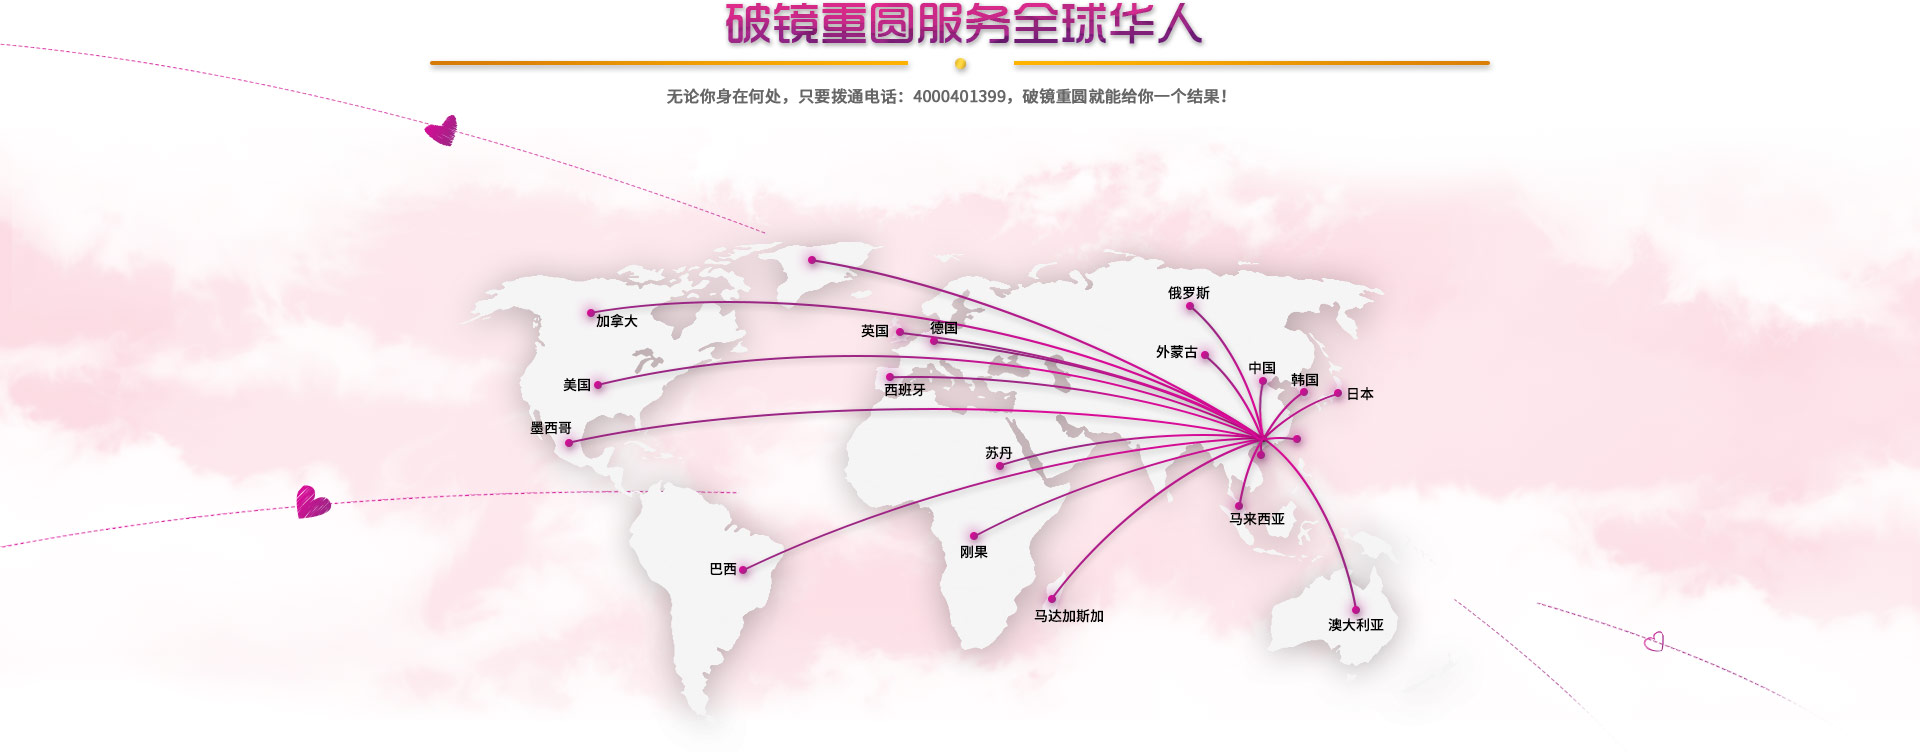 破镜重圆服务全球华人
无论你身在何处，只要拨通电话：4000401399，破镜重圆就能给你一个结果！
俄罗斯
加拿大
英国
德国
外蒙古
中国
美国
西班牙
韩国
日本
墨西哥
苏丹
马来西亚
刚果
巴西
马达加斯加
澳大利亚